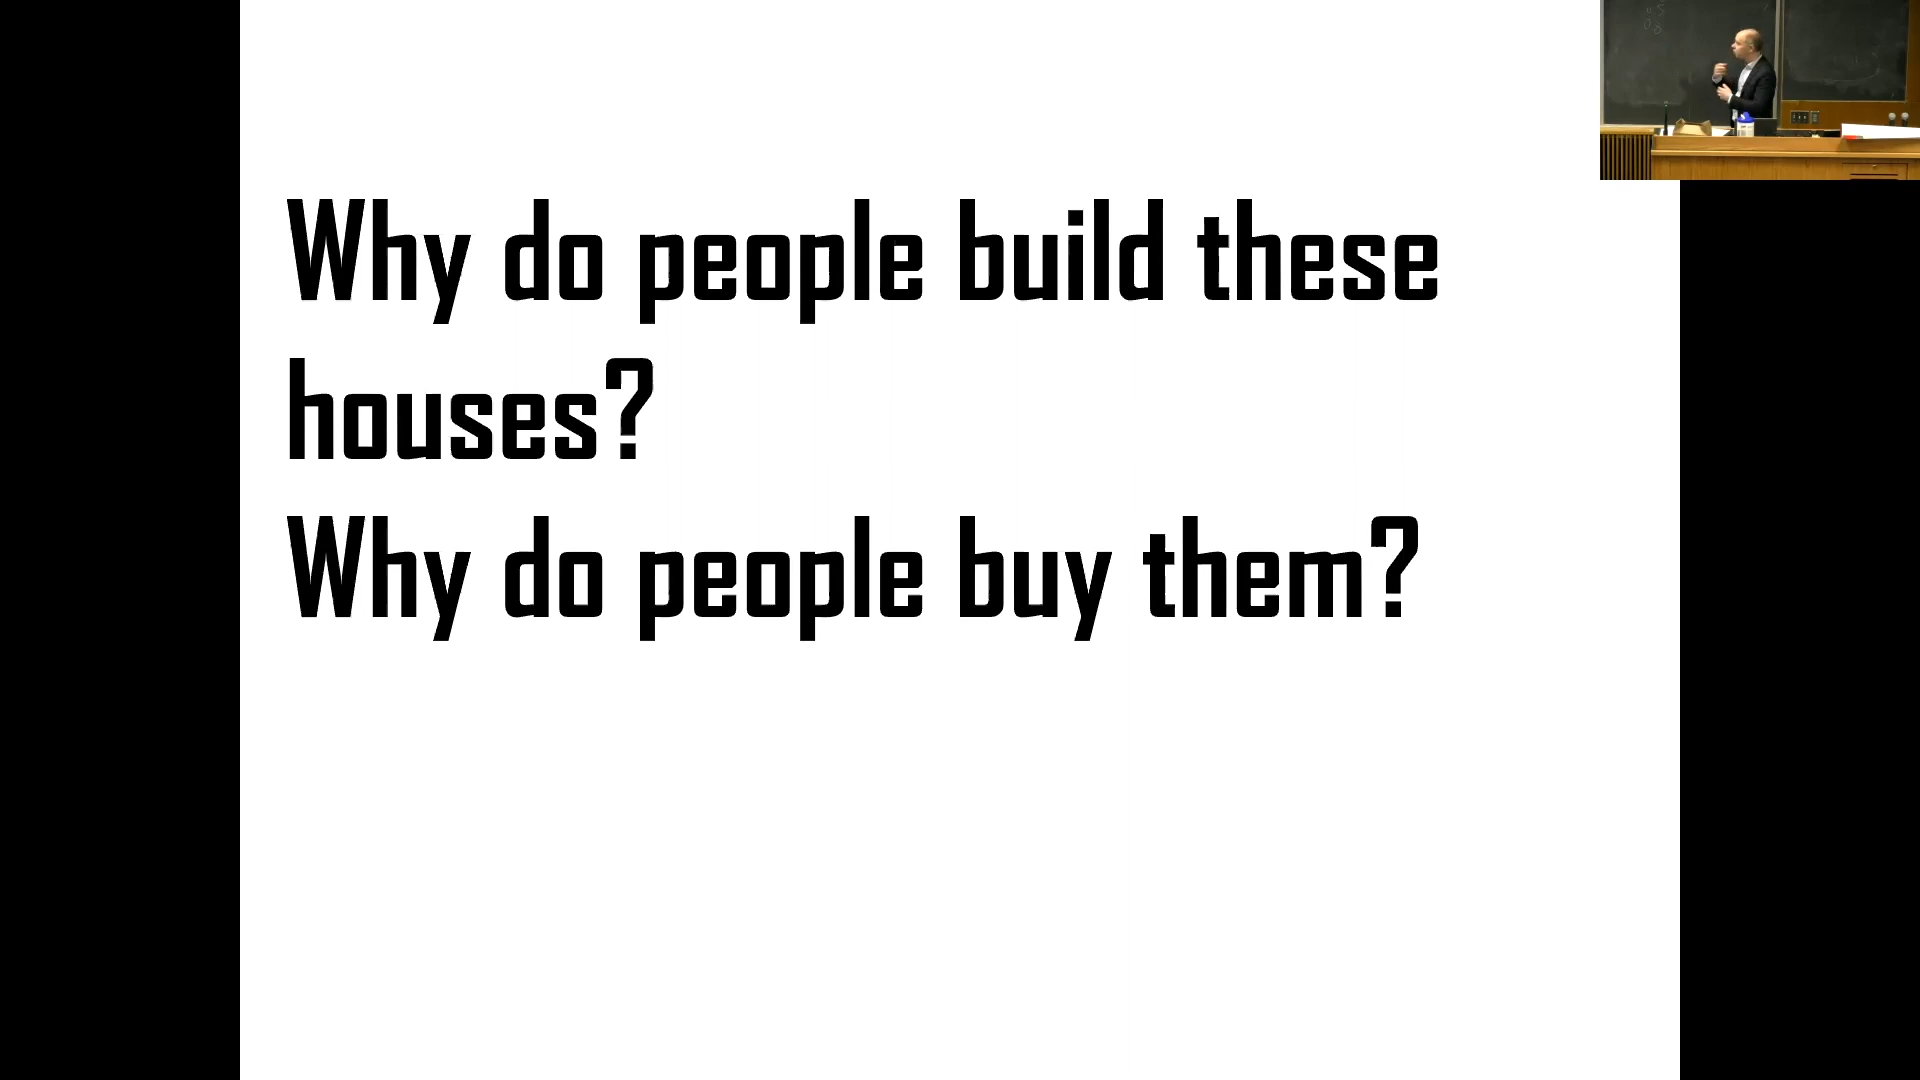 Why do people build these
houses?
Why do people buy them?